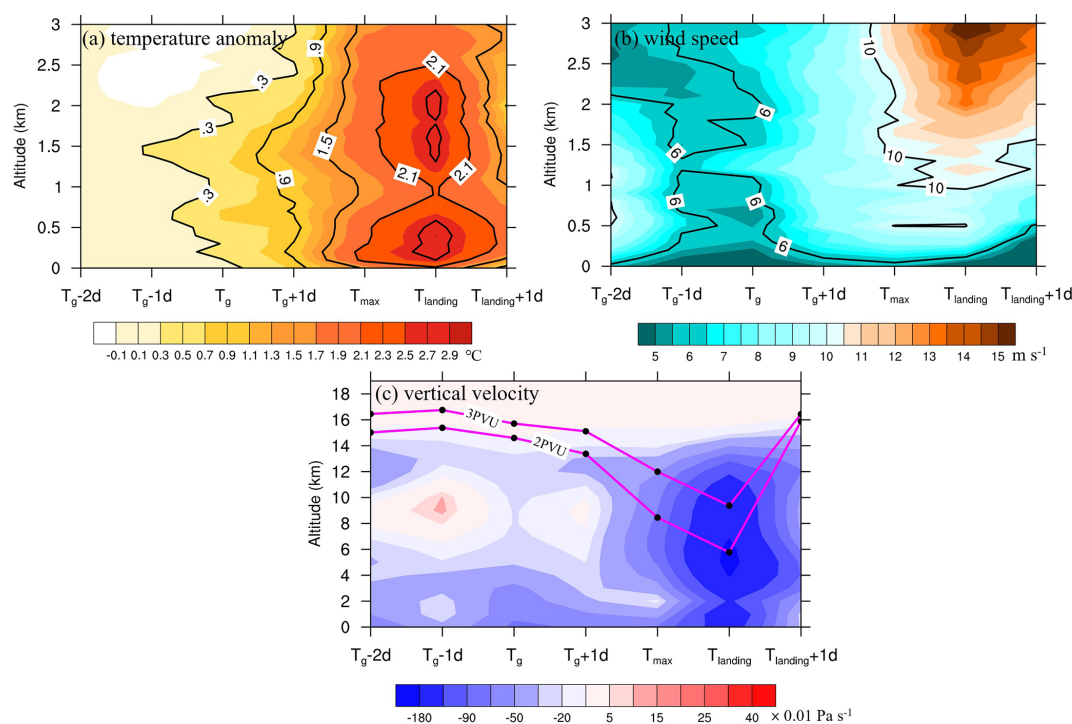 (a) temperature anomaly
Altitude (km)
3
2.5
2
1.5
1
0.5
0
.3
.3
.3
.6
.6
1.5
2.1
2.1
2.1
Tg-2d Tg-1d Tg Tg+1d Tmax Tlanding Tlanding+1d
-0.1 0.1 0.3 0.5 0.7 0.9 1.1 1.3 1.5 1.7 1.9 2.1 2.3 2.5 2.7 2.9 °C
(b) wind speed
Altitude (km)
3
2.5
2
1.5
1
0.5
0
6
6
6
6
6
10
10
10
Tg-2d Tg-1d Tg Tg+1d Tmax Tlanding Tlanding+1d
5 6 7 8 9 10 11 12 13 14 15 m s-1
(c) vertical velocity
Altitude (km)
18
16
14
12
10
8
6
4
2
0
3PVU
2PVU
Tg-2d Tg-1d Tg Tg+1d Tmax Tlanding Tlanding+1d
-180 -90 -50 -20 5 15 25 40 × 0.01 Pa s-1